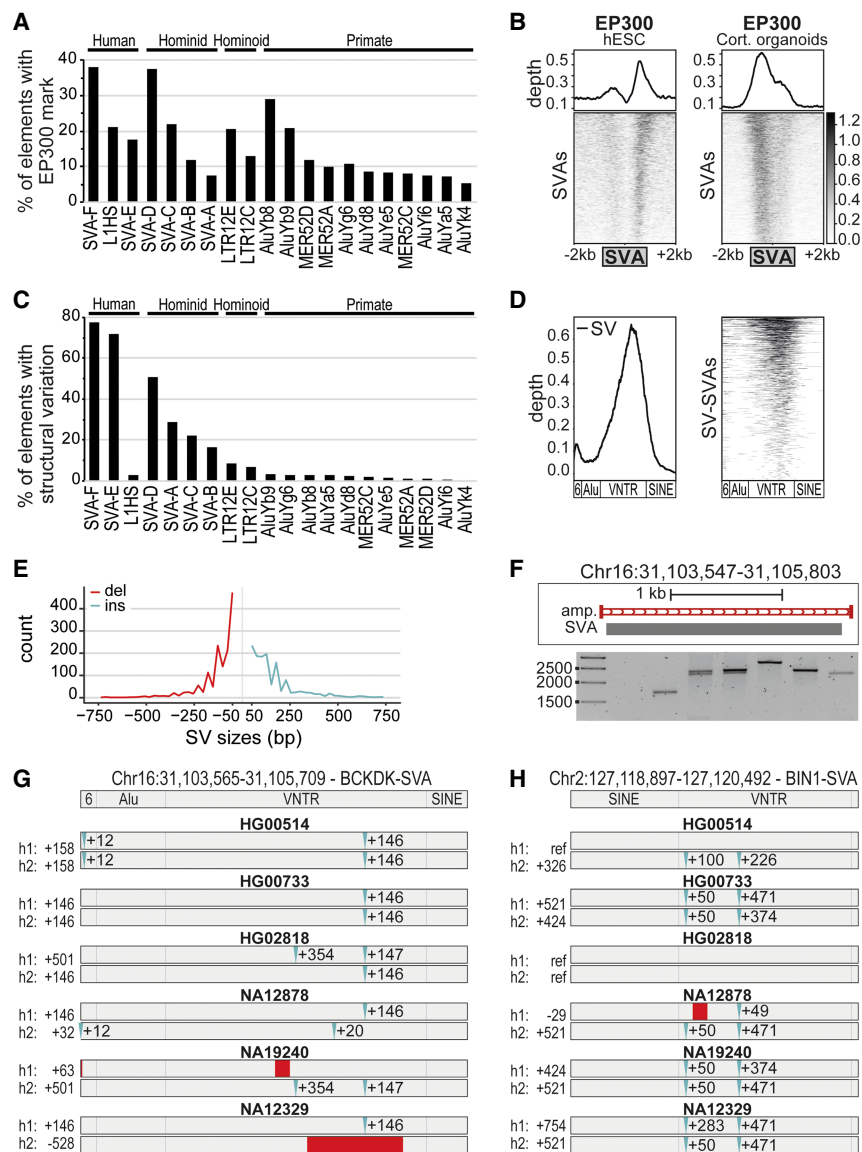 A
Human Hominid Hominoid Primate
% of elements with
EP300 mark
40
30
20
10
0
SVA-F L1HS SVA-E SVA-D SVA-C SVA-B SVA-A LTR12E LTR12C AluYb8 AluYb9 MER52D MER52A AluYg6 AluYd8 AluYe5 MER52C AluYi6 AluYa5 AluYk4
B
EP300 EP300
hESC Cort. organoids
depth
0.5 0.5
0.3 0.3
0.1 0.1
SVAs SVAs
1.2
1.0
0.8
0.6
0.4
0.2
0.0
-2kb SVA +2kb -2kb SVA +2kb
C
Human Hominid Hominoid Primate
% of elements with
structural variation
80
60
40
20
0
SVA-F SVA-E L1HS SVA-D SVA-A SVA-C SVA-B LTR12E LTR12C AluYb9 AluYg6 AluYb8 AluYa5 AluYd8 MER52C AluYe5 MER52A MER52D AluYi6 AluYk4
D
SV
depth
0.6
0.5
0.4
0.3
0.2
0.1
0.0
6 Alu VNTR SINE
SV-SVAs
6 Alu VNTR SINE
E
del
ins
count
400
300
200
100
0
−750 −500 −250 −50 50 250 500 750
SV sizes (bp)
F
Chr16:31,103,547-31,105,803
1 kb
amp.
SVA
2500
2000
1500
G
Chr16:31,103,565-31,105,709 - BCKDK-SVA
6 Alu VNTR SINE
HG00514
h1: +158 +12 +146
h2: +158 +12 +146
HG00733
h1: +146 +146
h2: +146 +146
HG02818
h1: +501 +354 +147
h2: +146 +146
NA12878
h1: +146 +146
h2: +32 +12 +20
NA19240
h1: +63
h2: +501 +354 +147
NA12329
h1: +146 +146
h2: -528
H
Chr2:127,118,897-127,120,492 - BIN1-SVA
SINE VNTR
HG00514
h1: ref
h2: +326 +100 +226
HG00733
h1: +521 +50 +471
h2: +424 +50 +374
HG02818
h1: ref
h2: ref
NA12878
h1: -29 +49
h2: +521 +50 +471
NA19240
h1: +424 +50 +374
h2: +521 +50 +471
NA12329
h1: +754 +283 +471
h2: +521 +50 +471